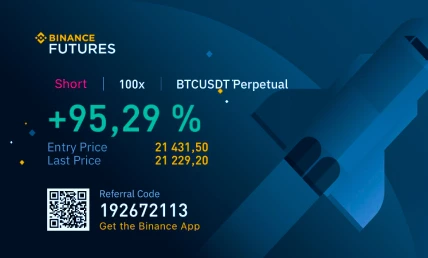 BINANCE
FUTURES
Short | 100x | BTCUSDT Perpetual
+95,29 %
Entry Price 21 431,50
Last Price 21 229,20
Referral Code
192672113
Get the Binance App